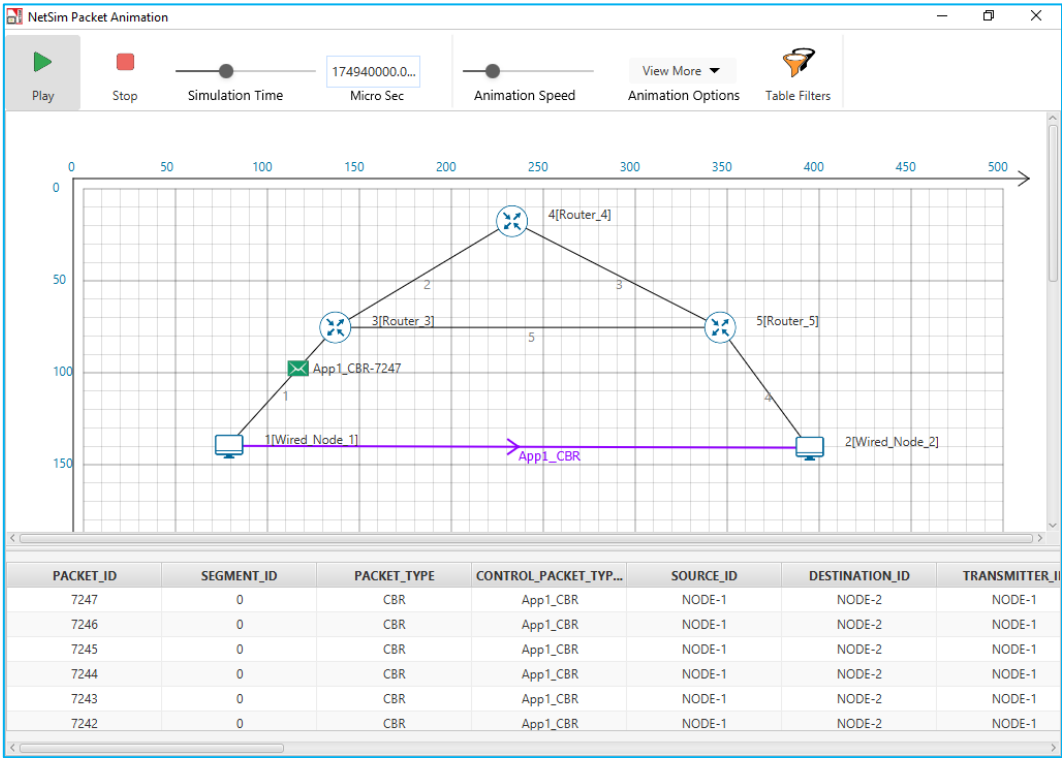 NetSim Packet Animation
Play
Stop
Simulation Time
174940000.0...
Micro Sec
Animation Speed
View More
Animation Options
Table Filters
0 50 100 150 200 250 300 350 400 450 500
0
4[Router_4]
50
2
3
3[Router_3]
5[Router_5]
5
100
App1_CBR-7247
1
4
1[Wired_Node_1]
2[Wired_Node_2]
App1_CBR
150
PACKET_ID SEGMENT_ID PACKET_TYPE CONTROL_PACKET_TYP... SOURCE_ID DESTINATION_ID TRANSMITTER_I
7247 0 CBR App1_CBR NODE-1 NODE-2 NODE-1
7246 0 CBR App1_CBR NODE-1 NODE-2 NODE-1
7245 0 CBR App1_CBR NODE-1 NODE-2 NODE-1
7244 0 CBR App1_CBR NODE-1 NODE-2 NODE-1
7243 0 CBR App1_CBR NODE-1 NODE-2 NODE-1
7242 0 CBR App1_CBR NODE-1 NODE-2 NODE-1